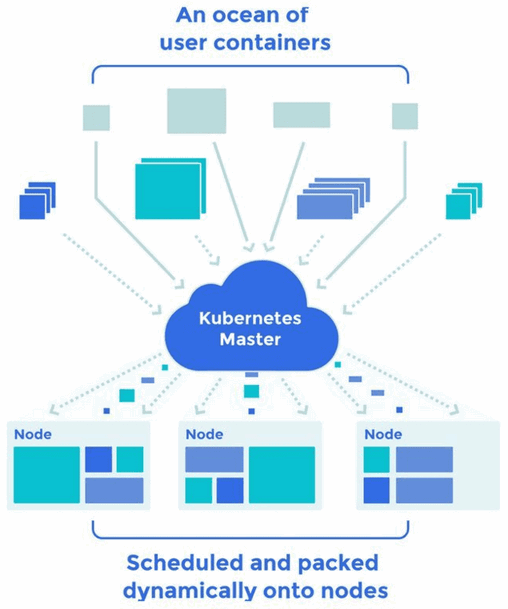 An ocean of
user containers
Kubernetes
Master
Node
Node
Node
Scheduled and packed
dynamically onto nodes